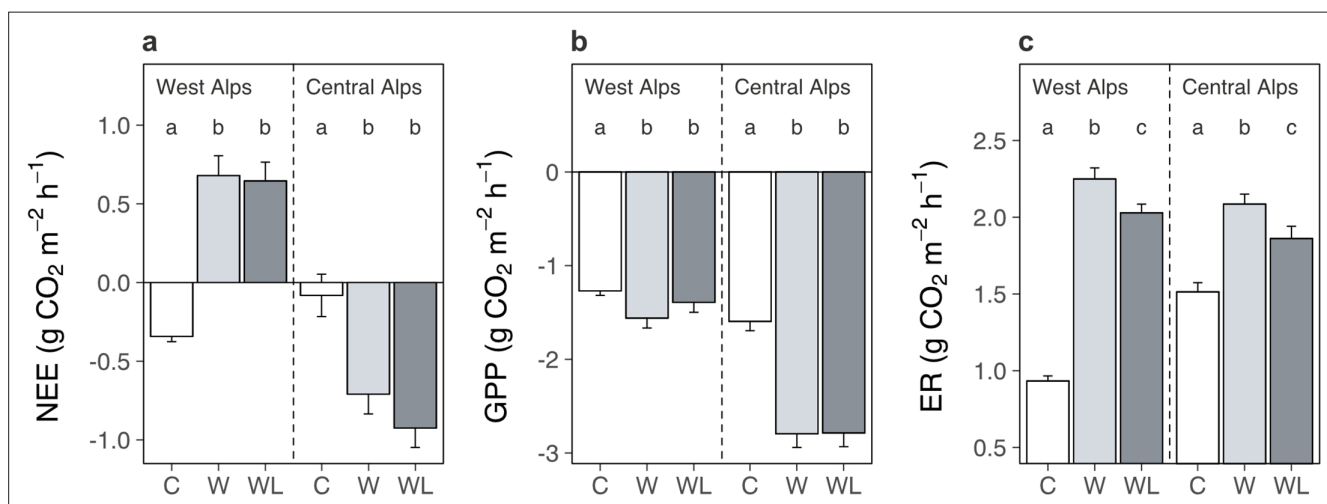 a
West Alps
Central Alps
a b b a b b
NEE (g CO₂ m⁻² h⁻¹)
1.0
0.5
0.0
-0.5
-1.0
C W WL C W WL
b
West Alps
Central Alps
a b b a b b
GPP (g CO₂ m⁻² h⁻¹)
0
-1
-2
-3
C W WL C W WL
c
West Alps
Central Alps
a b c a b c
ER (g CO₂ m⁻² h⁻¹)
2.5
2.0
1.5
1.0
0.5
C W WL C W WL